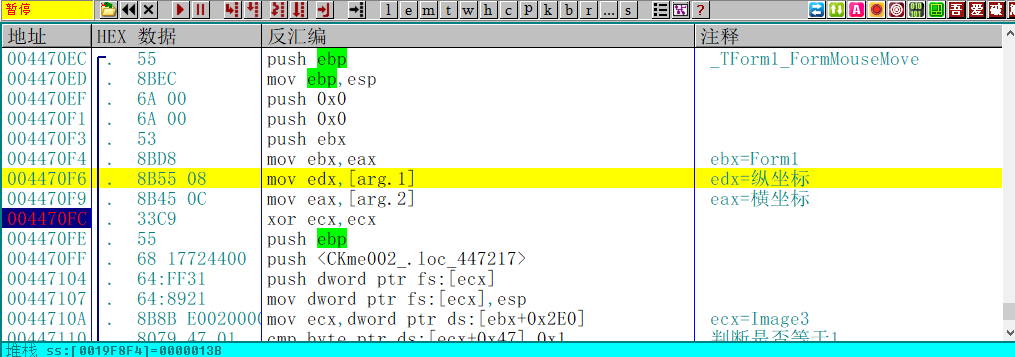 暂停 l e m t w h c p k b r ... s ?
吾 爱 破
地址 HEX 数据 反汇编 注释
004470EC . 55 push ebp _TForm1_FormMouseMove
004470ED . 8BEC mov ebp,esp
004470EF . 6A 00 push 0x0
004470F1 . 6A 00 push 0x0
004470F3 . 53 push ebx
004470F4 . 8BD8 mov ebx,eax ebx=Form1
004470F6 . 8B55 08 mov edx,[arg.1] edx=纵坐标
004470F9 . 8B45 0C mov eax,[arg.2] eax=横坐标
004470FC . 33C9 xor ecx,ecx
004470FE . 55 push ebp
004470FF . 68 17724400 push <CKme002_.loc_447217>
00447104 . 64:FF31 push dword ptr fs:[ecx]
00447107 . 64:8921 mov dword ptr fs:[ecx],esp
0044710A . 8B8B E0020000 mov ecx,dword ptr ds:[ebx+0x2E0] ecx=Image3
00447110 . 8079 47 01 cmp byte ptr ds:[ecx+0x47],0x1 判断是否等于1
堆栈 ss:[0019F8F4]=0000013B